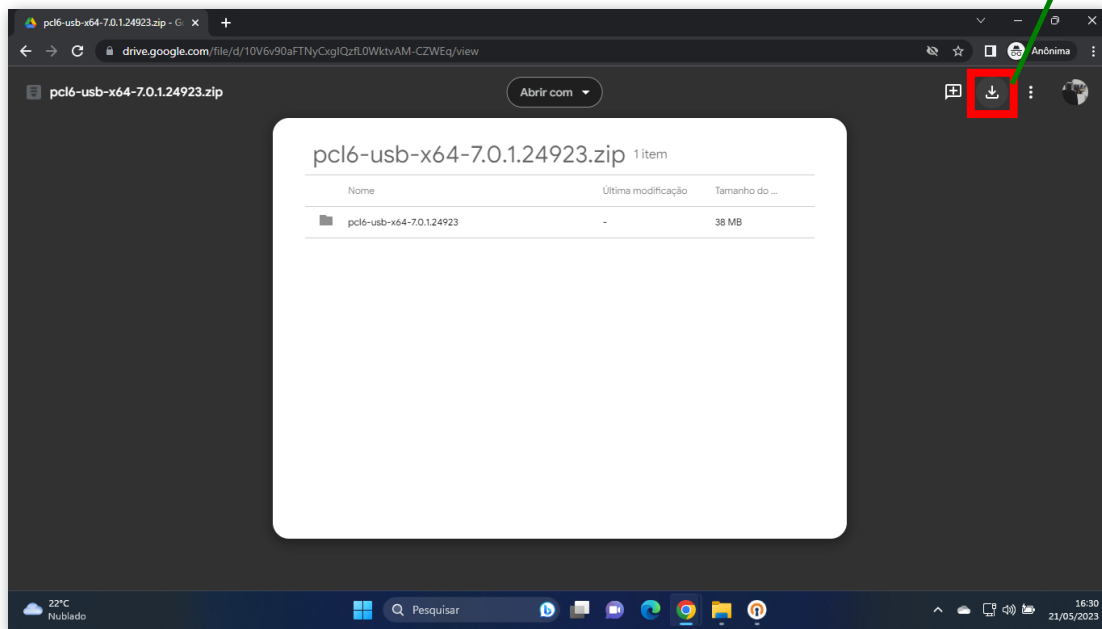 pcl6-usb-x64-7.0.1.24923.zip - G
drive.google.com/file/d/10V6v90aFTNyCxglQzfL0WktvAM-CZWEq/view
Anônima
pcl6-usb-x64-7.0.1.24923.zip
Abrir com
pcl6-usb-x64-7.0.1.24923.zip 1 item
Nome Última modificação Tamanho do ...
pcl6-usb-x64-7.0.1.24923 - 38 MB
22°C
Nublado
Pesquisar
16:30
21/05/2023